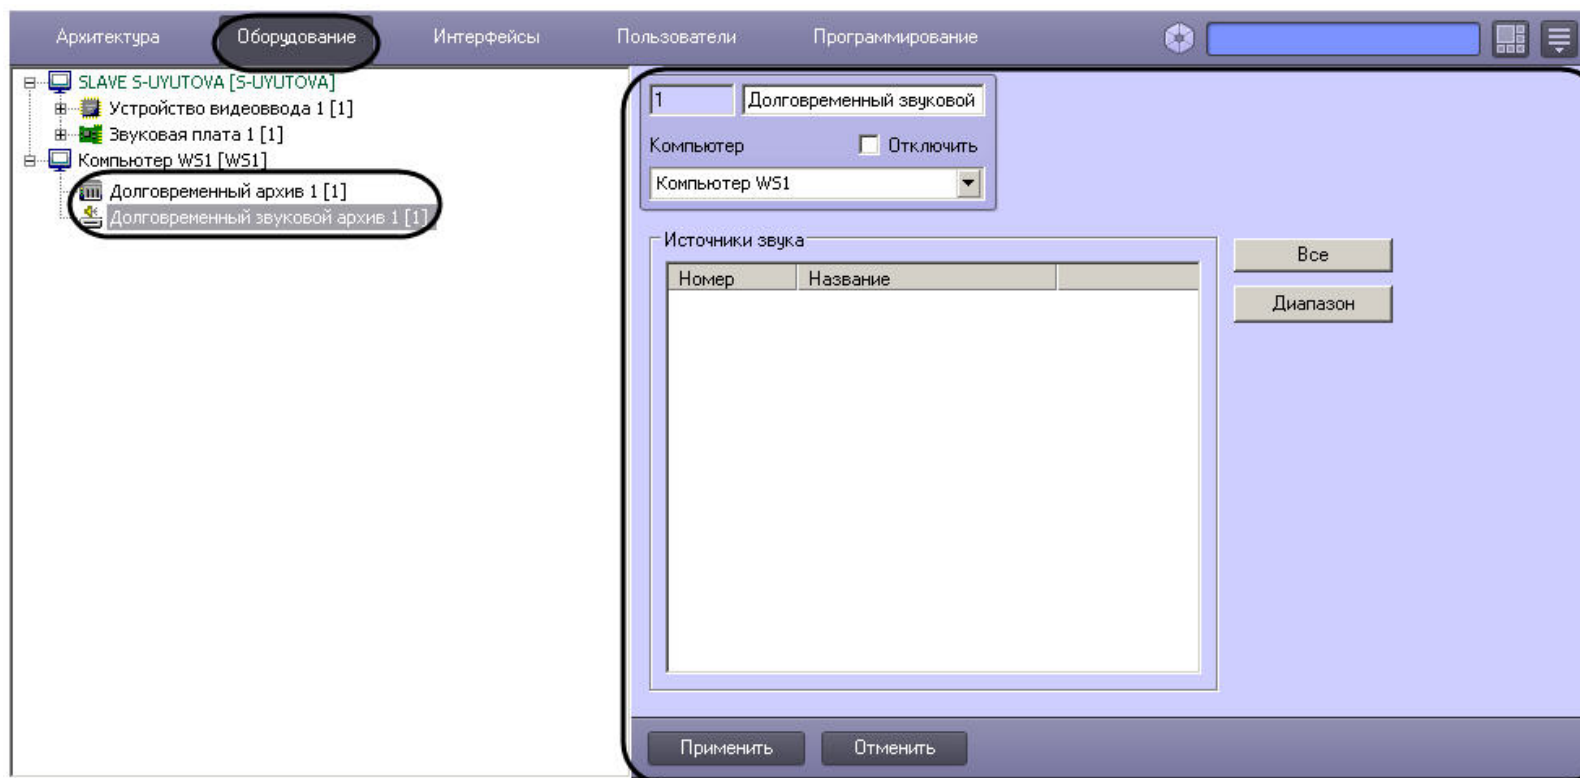 Архитектура Оборудование Интерфейсы Пользователи Программирование
SLAVE S-UYUTOVA [S-UYUTOVA]
Устройство видеоввода 1 [1]
Звуковая плата 1 [1]
Компьютер WS1 [WS1]
Долговременный архив 1 [1]
Долговременный звуковой архив 1 [1]
1 Долговременный звуковой
Компьютер Отключить
Компьютер WS1
Источники звука
Номер Название
Все
Диапазон
Применить Отменить